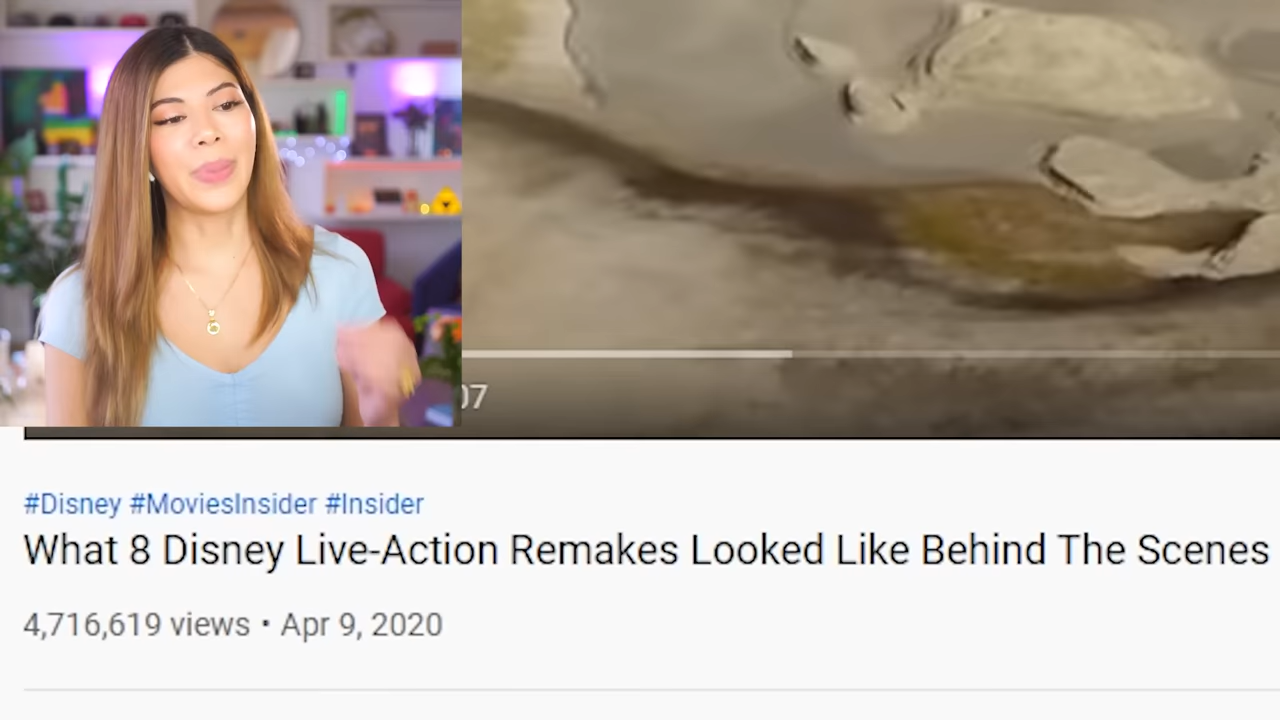 07
#Disney #MoviesInsider #Insider
What 8 Disney Live-Action Remakes Looked Like Behind The Scenes
4,716,619 views • Apr 9, 2020